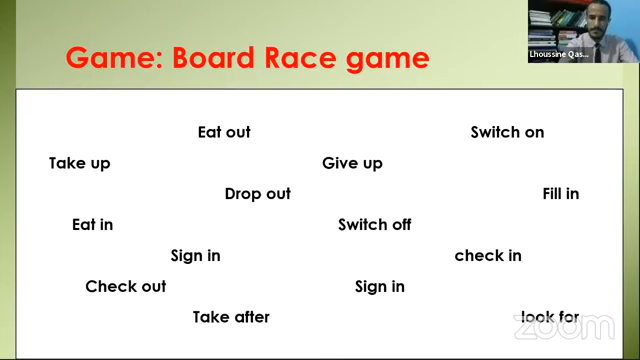 Game: Board Race game
Lhoussine Qas...
Eat out Switch on
Take up Give up
Drop out Fill in
Eat in Switch off
Sign in check in
Check out Sign in
Take after look for
zoom